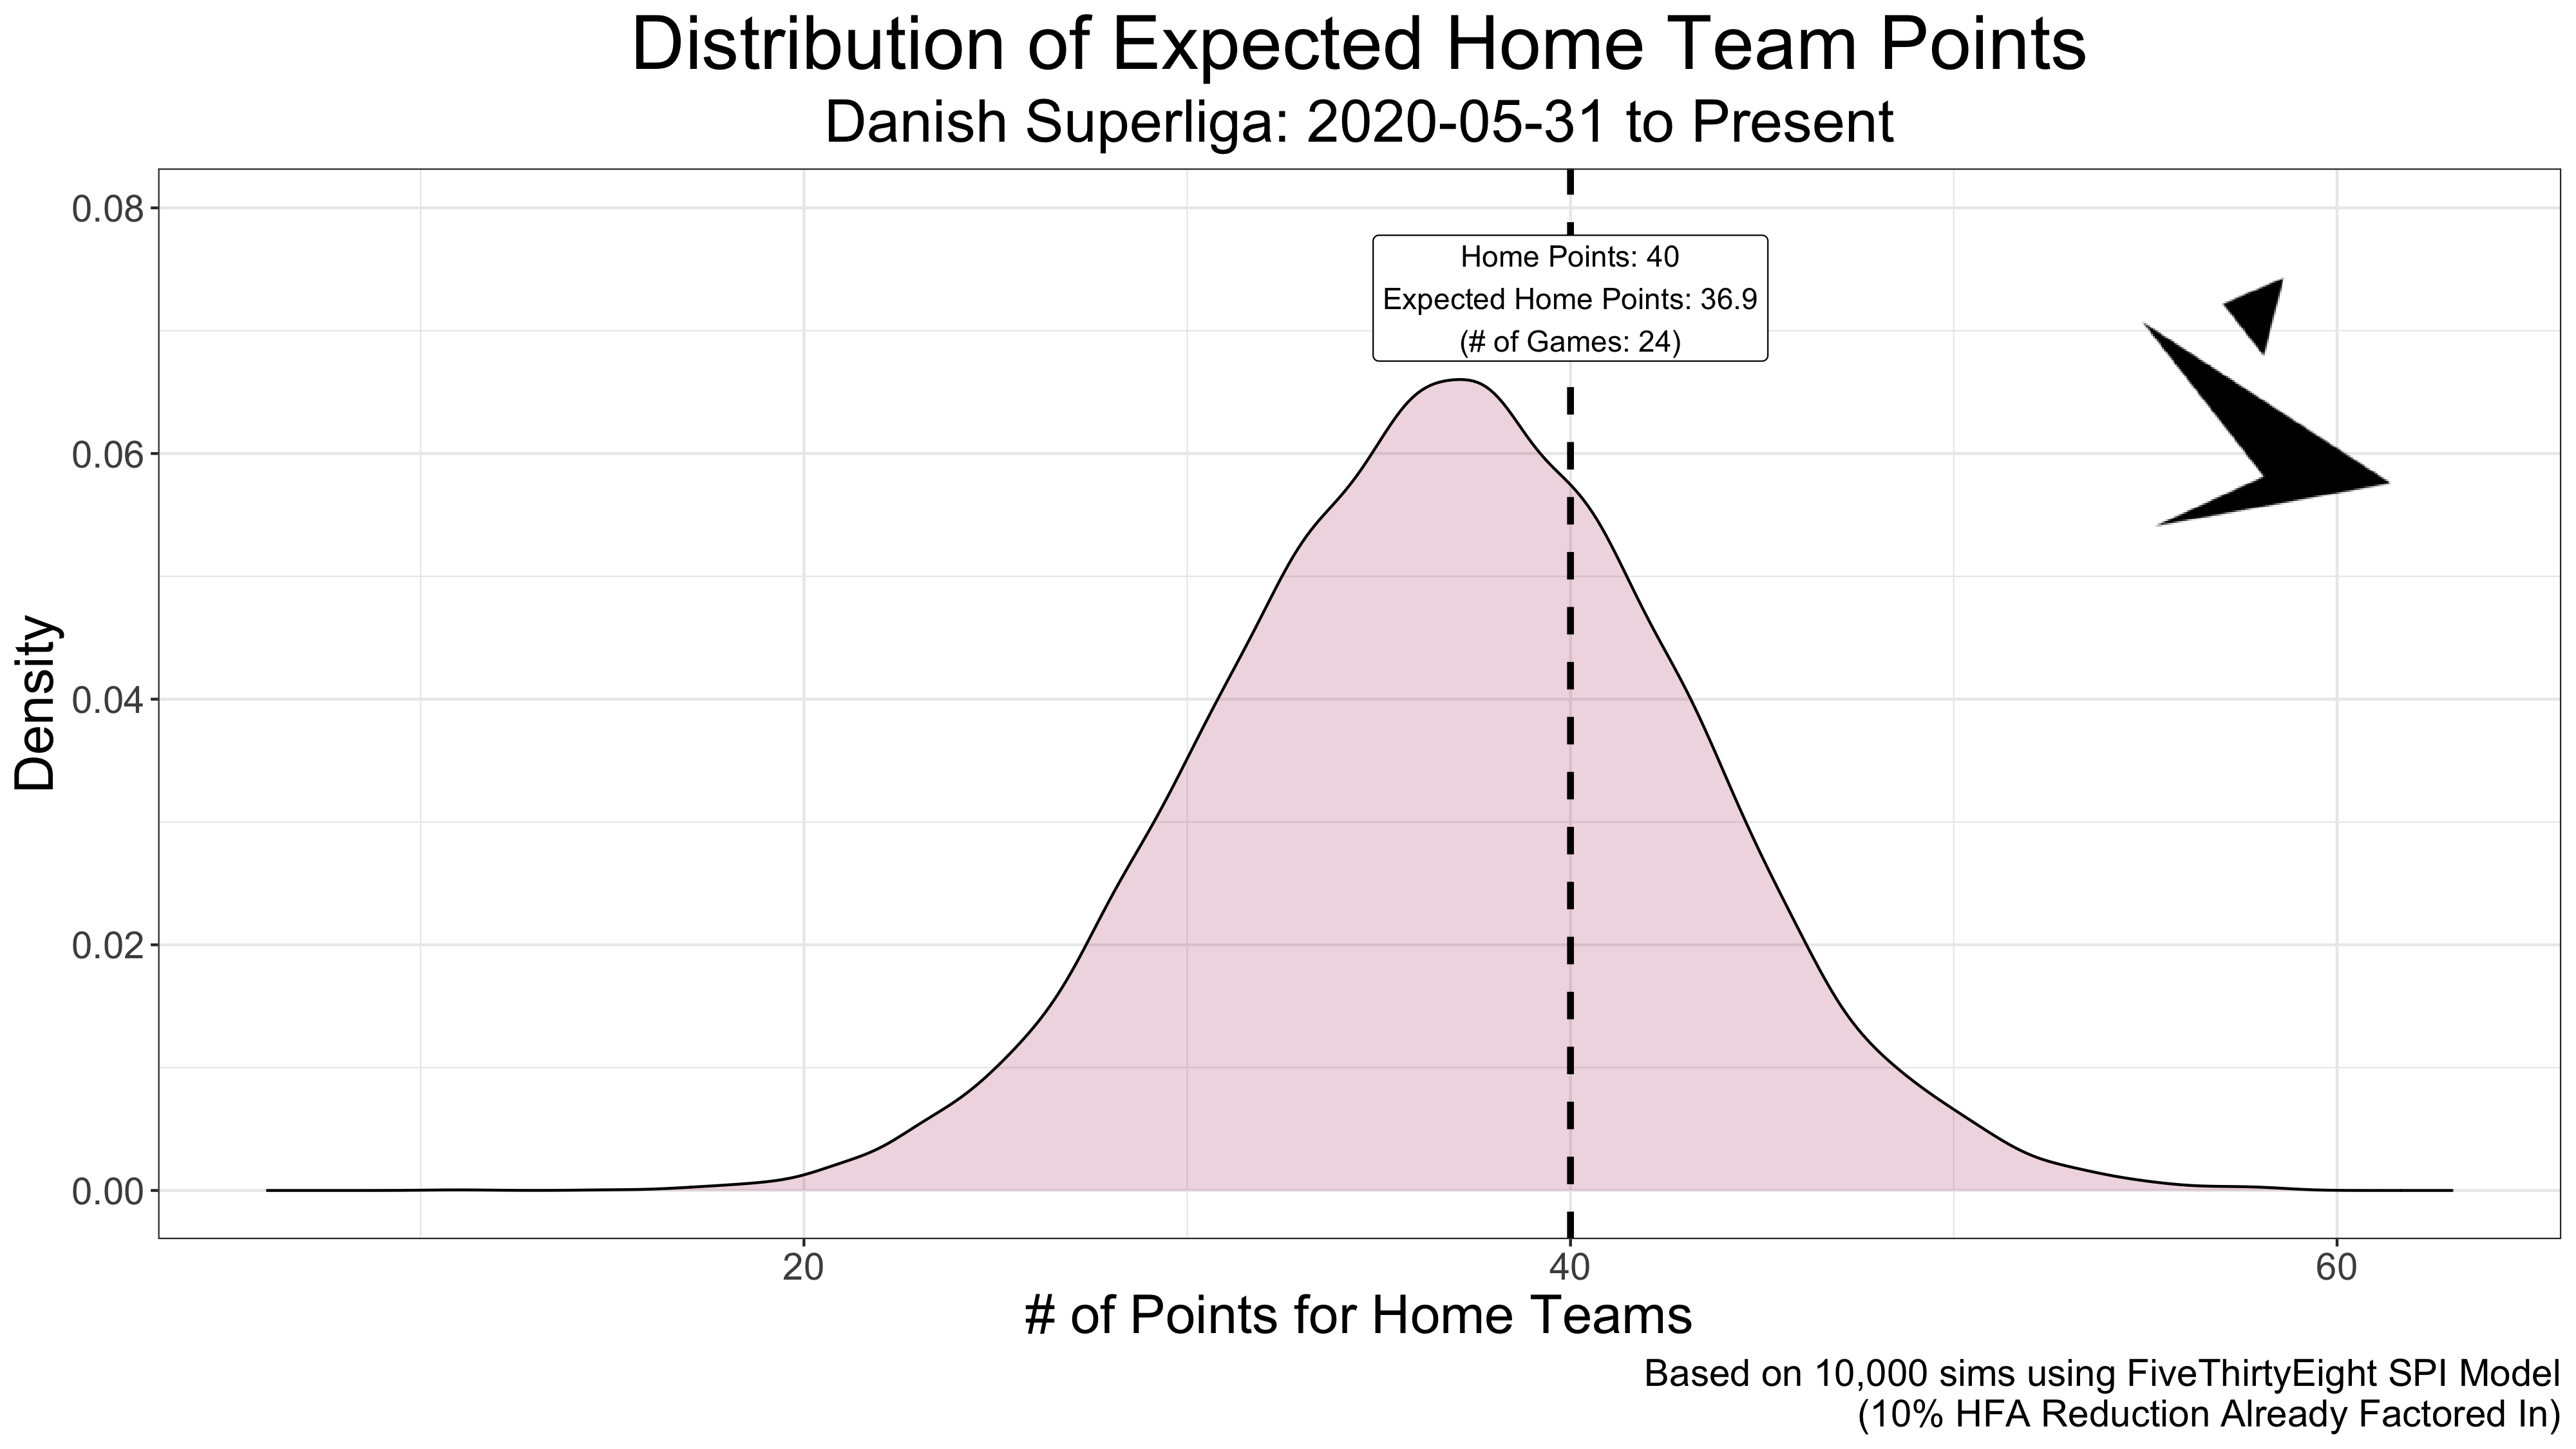 Distribution of Expected Home Team Points
Danish Superliga: 2020-05-31 to Present
0.08
Home Points: 40
Expected Home Points: 36.9
(# of Games: 24)
0.06
0.04
0.02
0.00
Density
20
40
60
# of Points for Home Teams
Based on 10,000 sims using FiveThirtyEight SPI Model
(10% HFA Reduction Already Factored In)